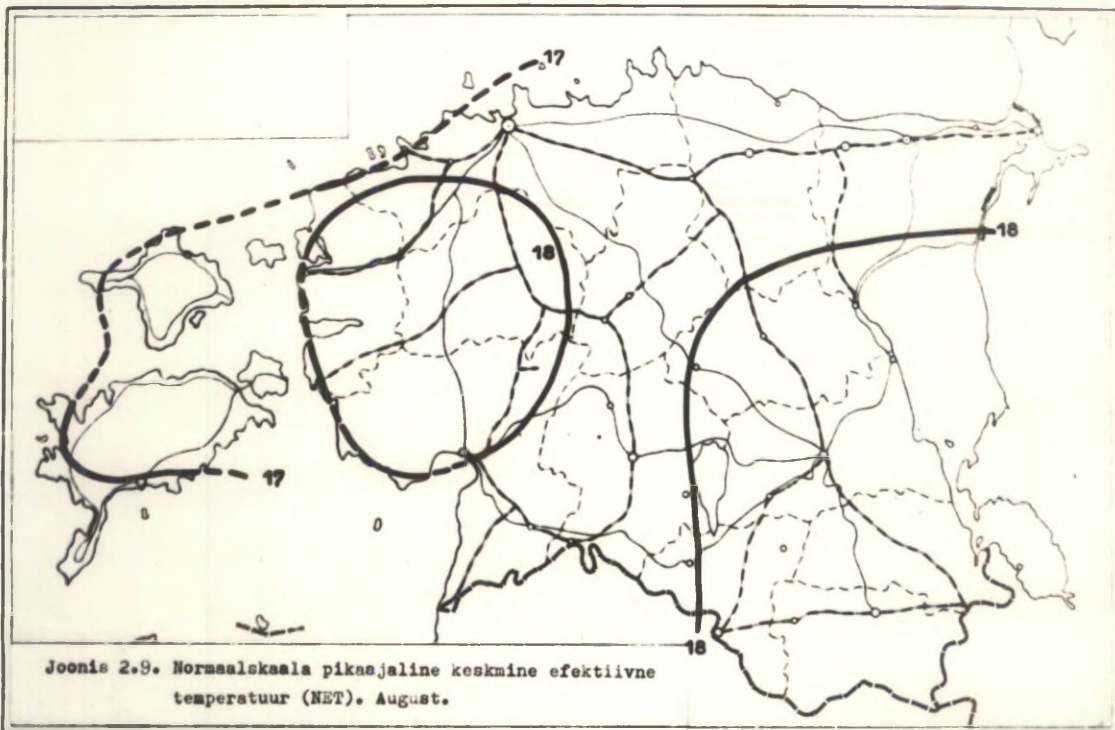 17
18
18
17
18
Joonis 2.9. Normaalskaala pikaajaline keskmine efektiivne
temperatuur (NET). August.